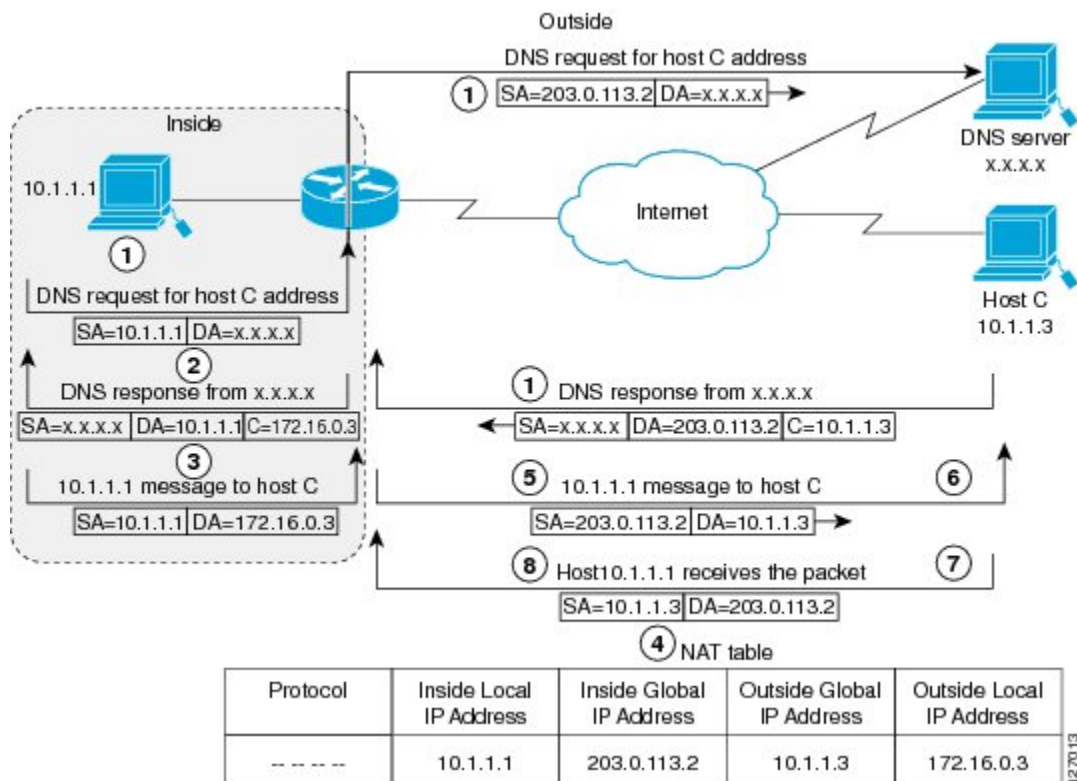 Outside
DNS request for host C address
1 SA=203.0.113.2 DA=x.x.x.x
Inside
DNS server
x.x.x.x
10.1.1.1
Internet
1
DNS request for host C address
SA=10.1.1.1 DA=x.x.x.x
Host C
10.1.1.3
2
DNS response from x.x.x.x
SA=x.x.x.x DA=10.1.1.1 C=172.16.0.3
1 DNS response from x.x.x.x
SA=x.x.x.x DA=203.0.113.2 C=10.1.1.3
3
10.1.1.1 message to host C
SA=10.1.1.1 DA=172.16.0.3
5 10.1.1.1 message to host C 6
SA=203.0.113.2 DA=10.1.1.3
8 Host10.1.1.1 receives the packet 7
SA=10.1.1.3 DA=203.0.113.2
4 NAT table
Protocol Inside Local IP Address Inside Global IP Address Outside Global IP Address Outside Local IP Address
-- -- -- -- 10.1.1.1 203.0.113.2 10.1.1.3 172.16.0.3